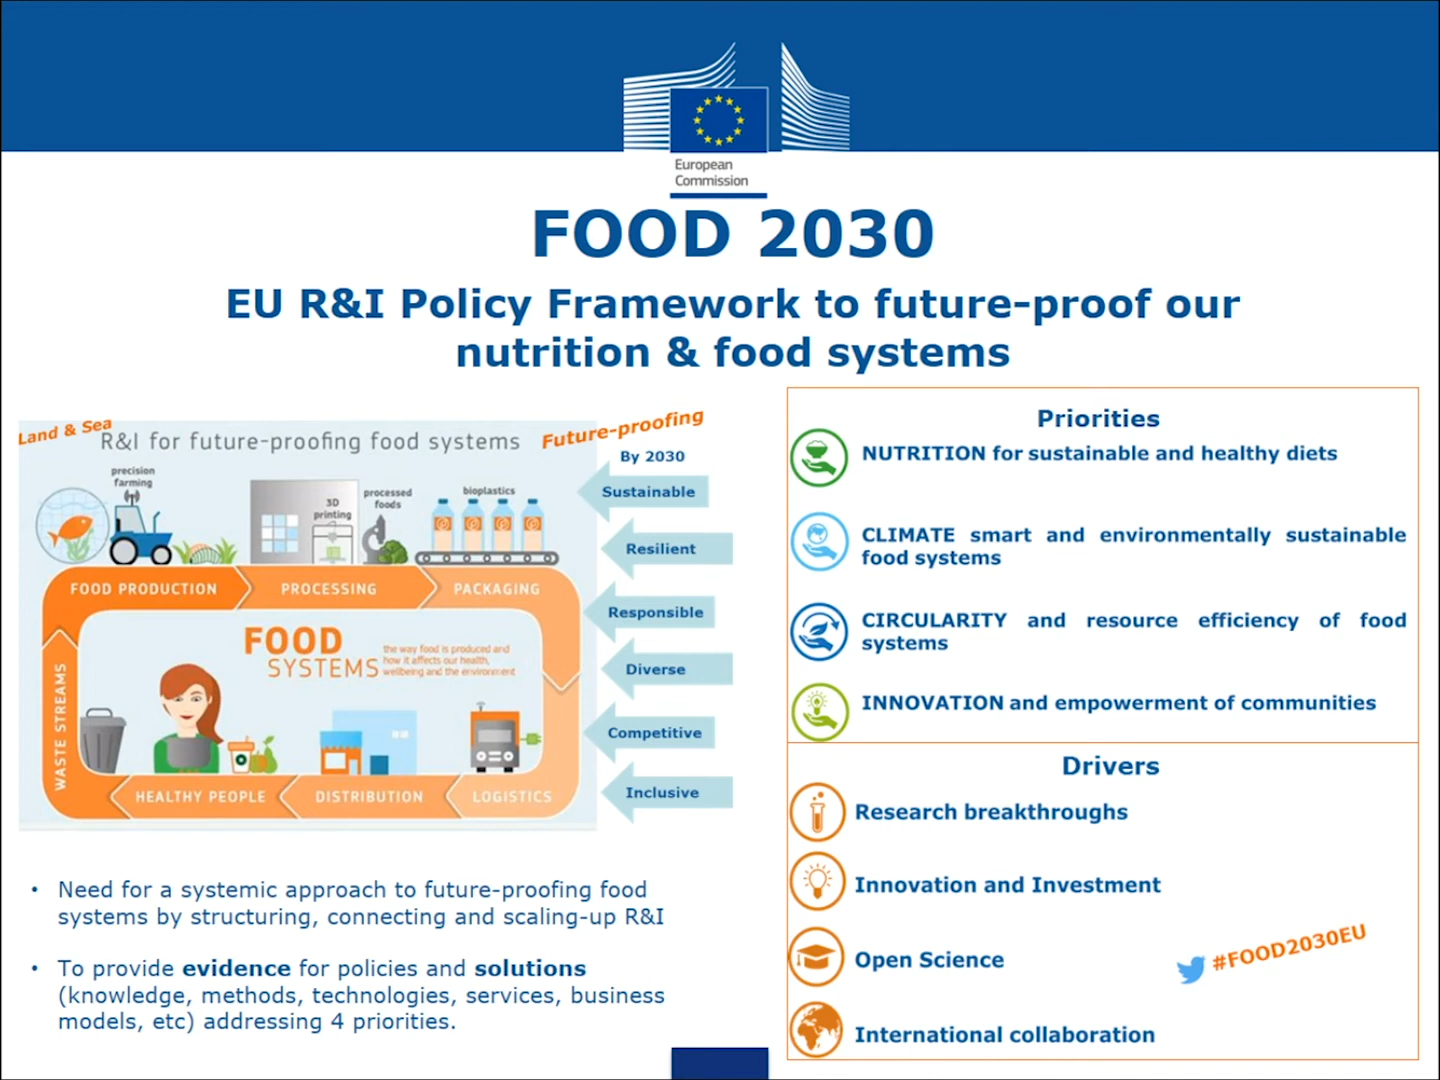 European
Commission
FOOD 2030
EU R&I Policy Framework to future-proof our
nutrition & food systems
Land & Sea
R&I for future-proofing food systems
Future-proofing
By 2030
precision
farming
3D
printing
processed
foods
bioplastics
Sustainable
Resilient
Responsible
Diverse
Competitive
Inclusive
FOOD PRODUCTION
PROCESSING
PACKAGING
FOOD
SYSTEMS
the way food is produced and
how it affects our health,
wellbeing and the environment
WASTE STREAMS
HEALTHY PEOPLE
DISTRIBUTION
LOGISTICS
• Need for a systemic approach to future-proofing food
systems by structuring, connecting and scaling-up R&I
• To provide evidence for policies and solutions
(knowledge, methods, technologies, services, business
models, etc) addressing 4 priorities.
Priorities
NUTRITION for sustainable and healthy diets
CLIMATE smart and environmentally sustainable
food systems
CIRCULARITY and resource efficiency of food
systems
INNOVATION and empowerment of communities
Drivers
Research breakthroughs
Innovation and Investment
Open Science
#FOOD2030EU
International collaboration